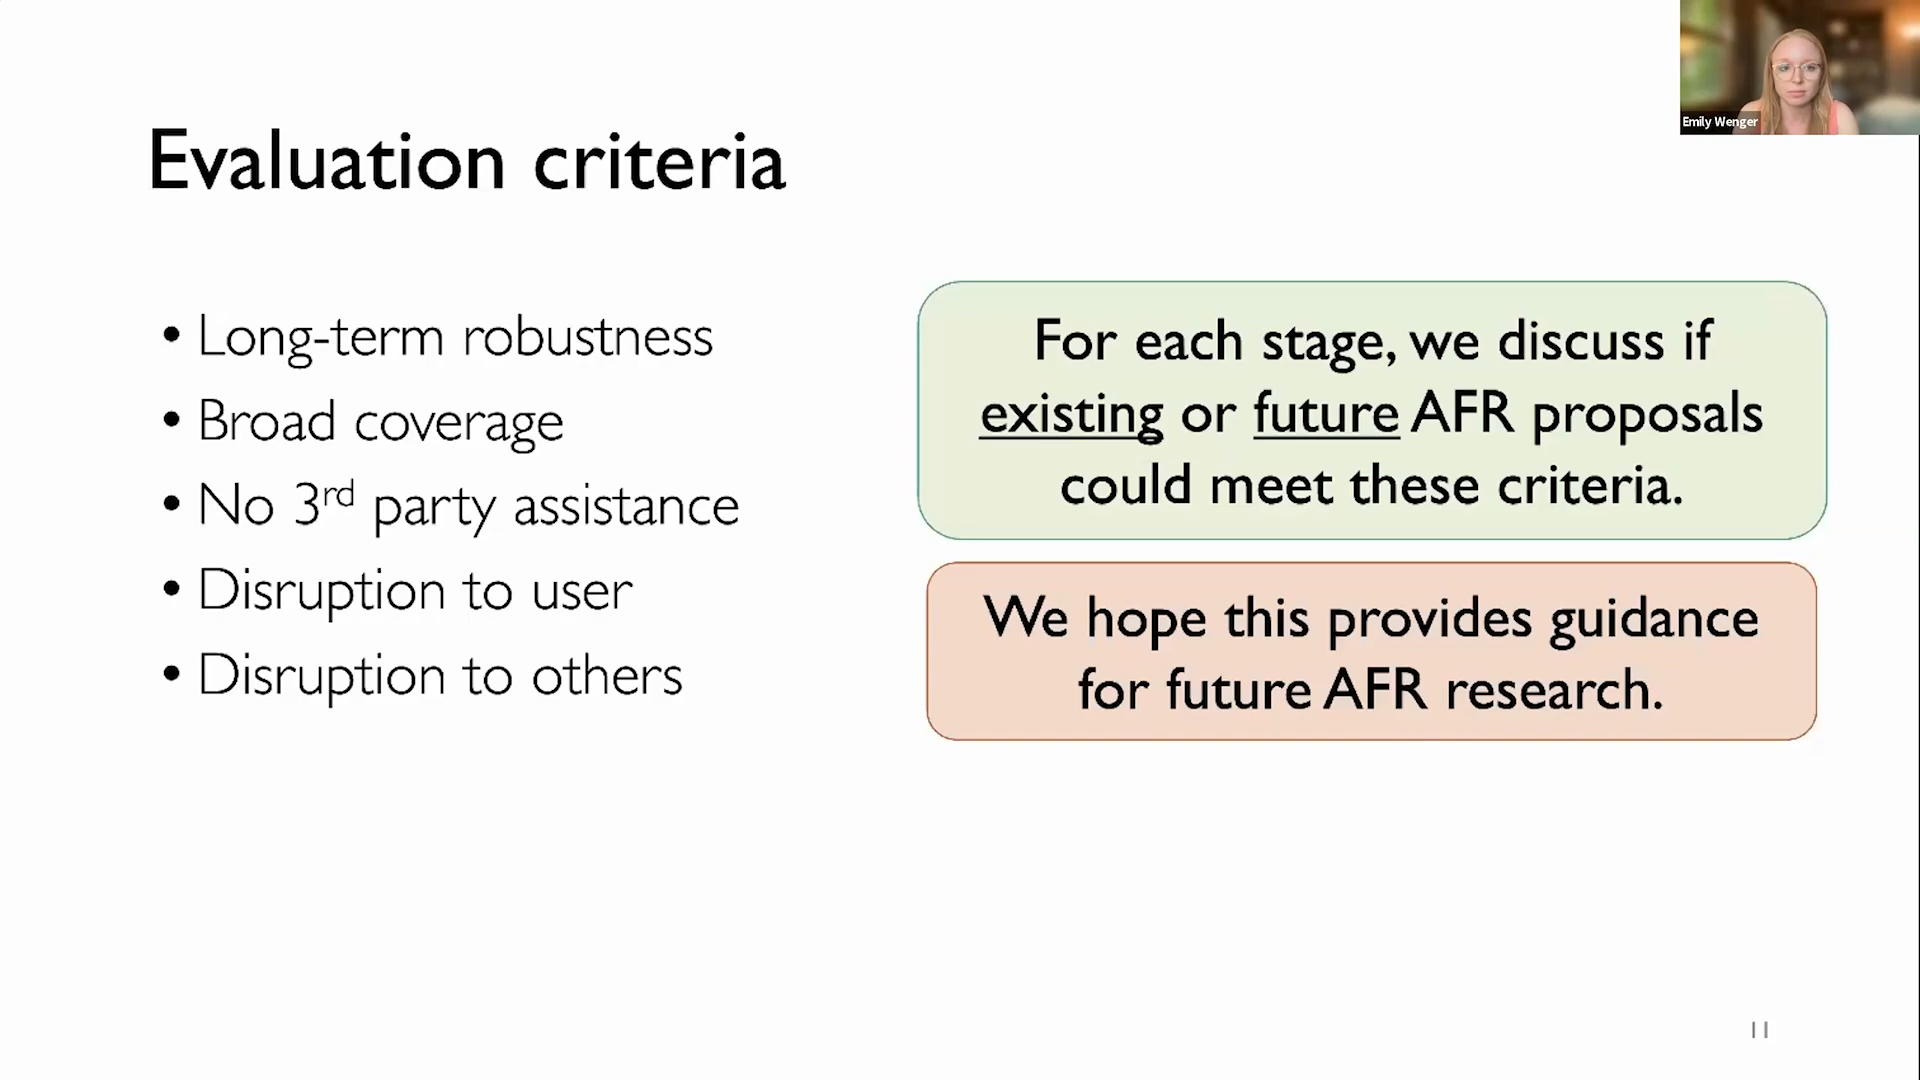 Emily Wenger
Evaluation criteria
• Long-term robustness
• Broad coverage
• No 3rd party assistance
• Disruption to user
• Disruption to others
For each stage, we discuss if
existing or future AFR proposals
could meet these criteria.
We hope this provides guidance
for future AFR research.
11